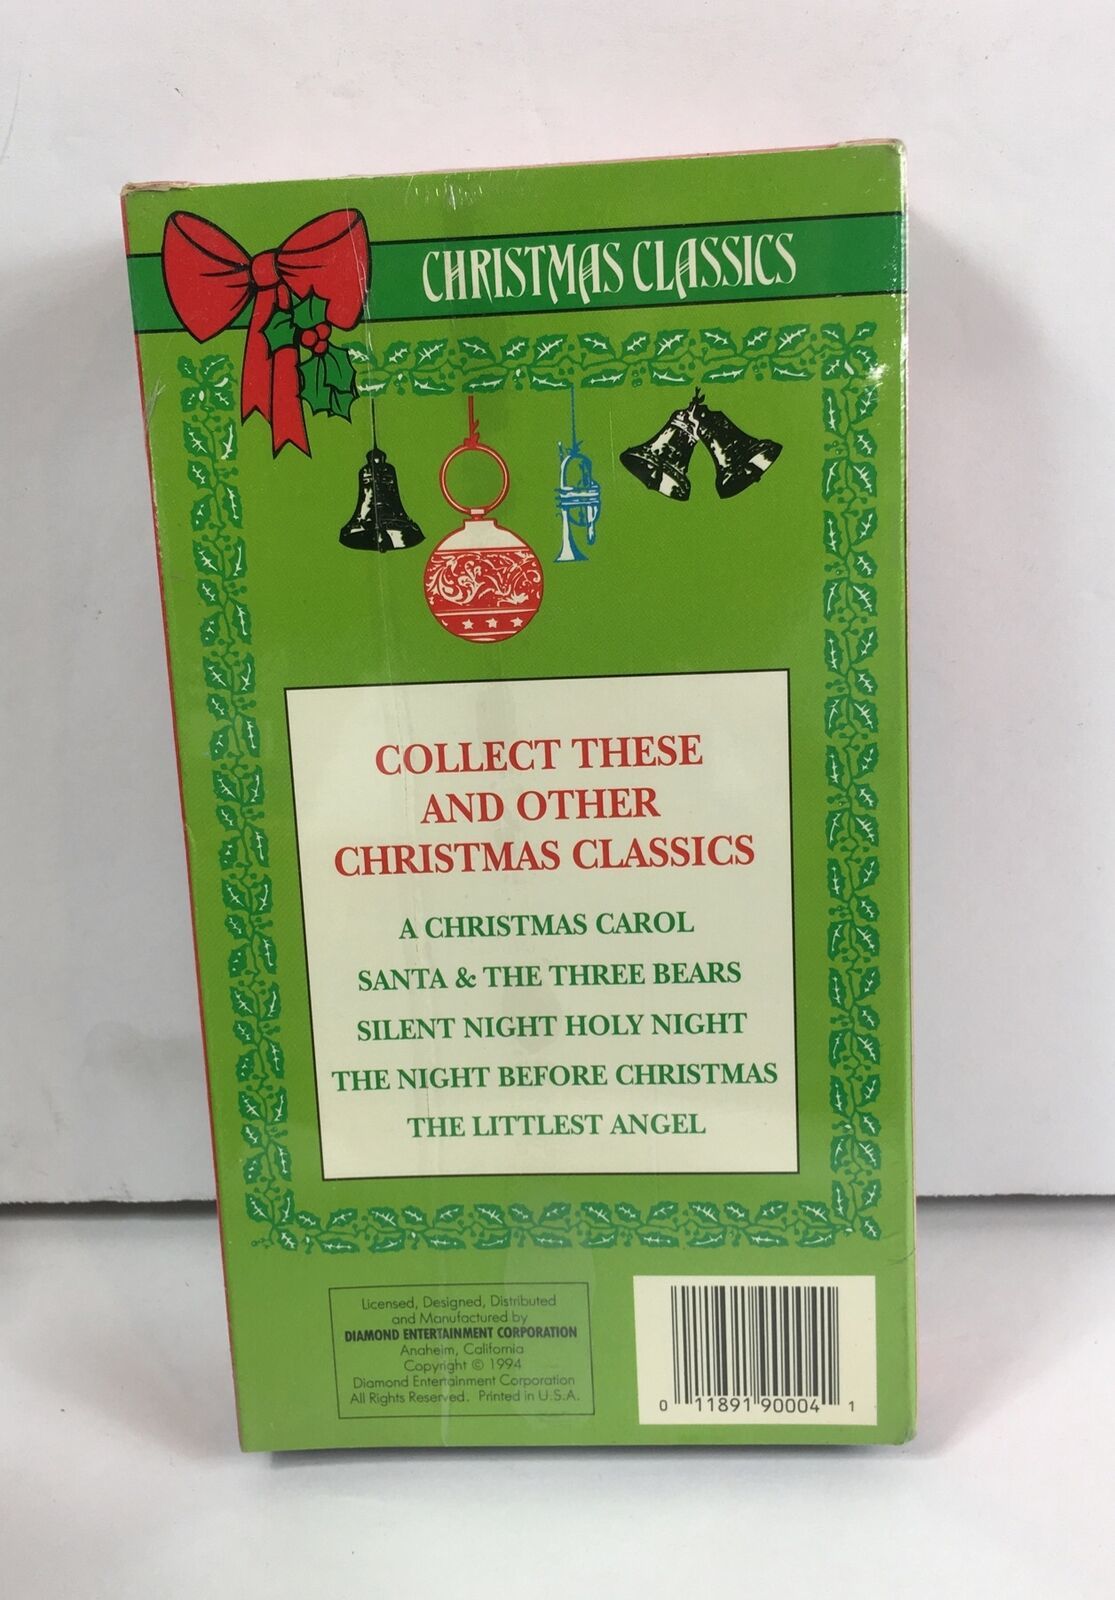 CHRISTMAS CLASSICS
COLLECT THESE
AND OTHER
CHRISTMAS CLASSICS
A CHRISTMAS CAROL
SANTA & THE THREE BEARS
SILENT NIGHT HOLY NIGHT
THE NIGHT BEFORE CHRISTMAS
THE LITTLEST ANGEL
Licensed, Designed, Distributed
and Manufactured by
DIAMOND ENTERTAINMENT CORPORATION
Anaheim, California
Copyright © 1994
Diamond Entertainment Corporation
All Rights Reserved. Printed in U.S.A.
0 11891 90004 1